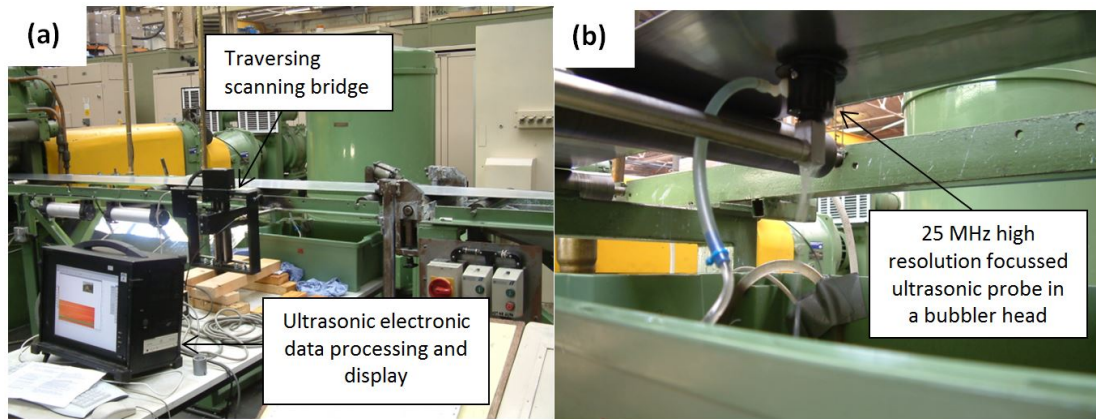 (a)
Traversing
scanning bridge
Ultrasonic electronic
data processing and
display
(b)
25 MHz high
resolution focussed
ultrasonic probe in
a bubbler head